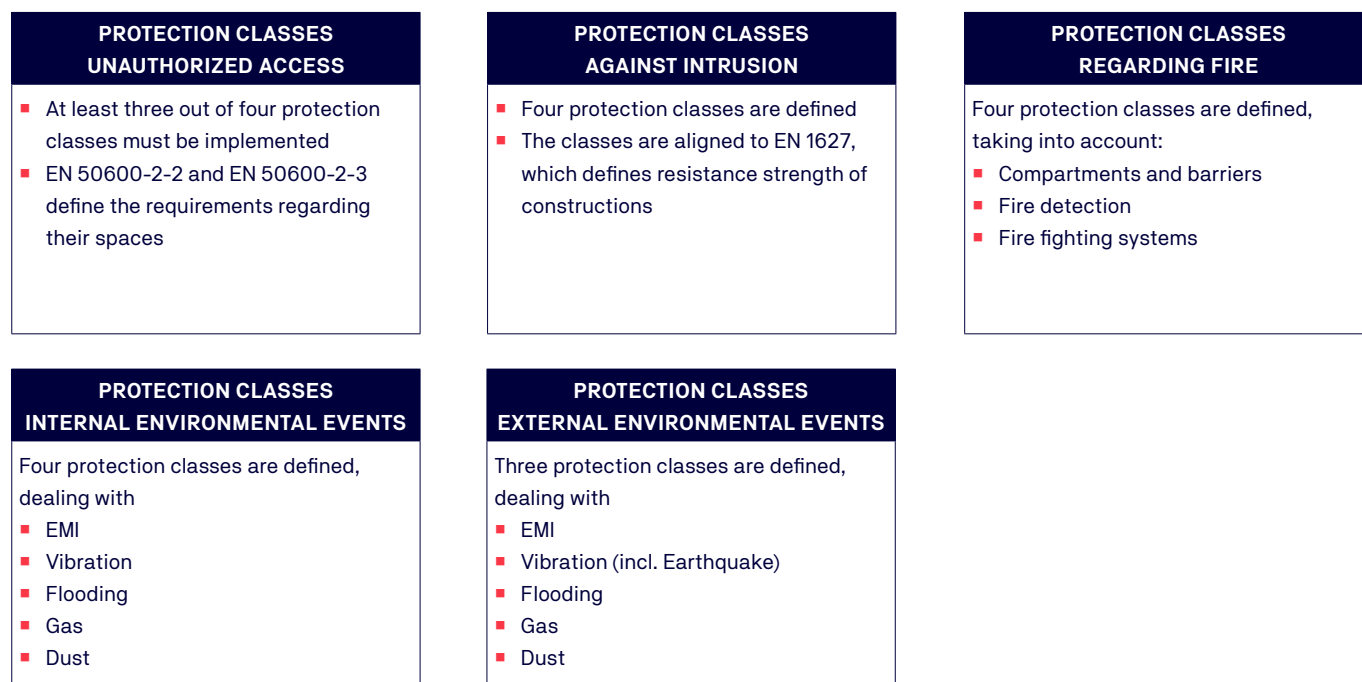 PROTECTION CLASSES
UNAUTHORIZED ACCESS
At least three out of four protection
classes must be implemented
EN 50600-2-2 and EN 50600-2-3
define the requirements regarding
their spaces
PROTECTION CLASSES
AGAINST INTRUSION
Four protection classes are defined
The classes are aligned to EN 1627,
which defines resistance strength of
constructions
PROTECTION CLASSES
REGARDING FIRE
Four protection classes are defined,
taking into account:
Compartments and barriers
Fire detection
Fire fighting systems
PROTECTION CLASSES
INTERNAL ENVIRONMENTAL EVENTS
Four protection classes are defined,
dealing with
EMI
Vibration
Flooding
Gas
Dust
PROTECTION CLASSES
EXTERNAL ENVIRONMENTAL EVENTS
Three protection classes are defined,
dealing with
EMI
Vibration (incl. Earthquake)
Flooding
Gas
Dust